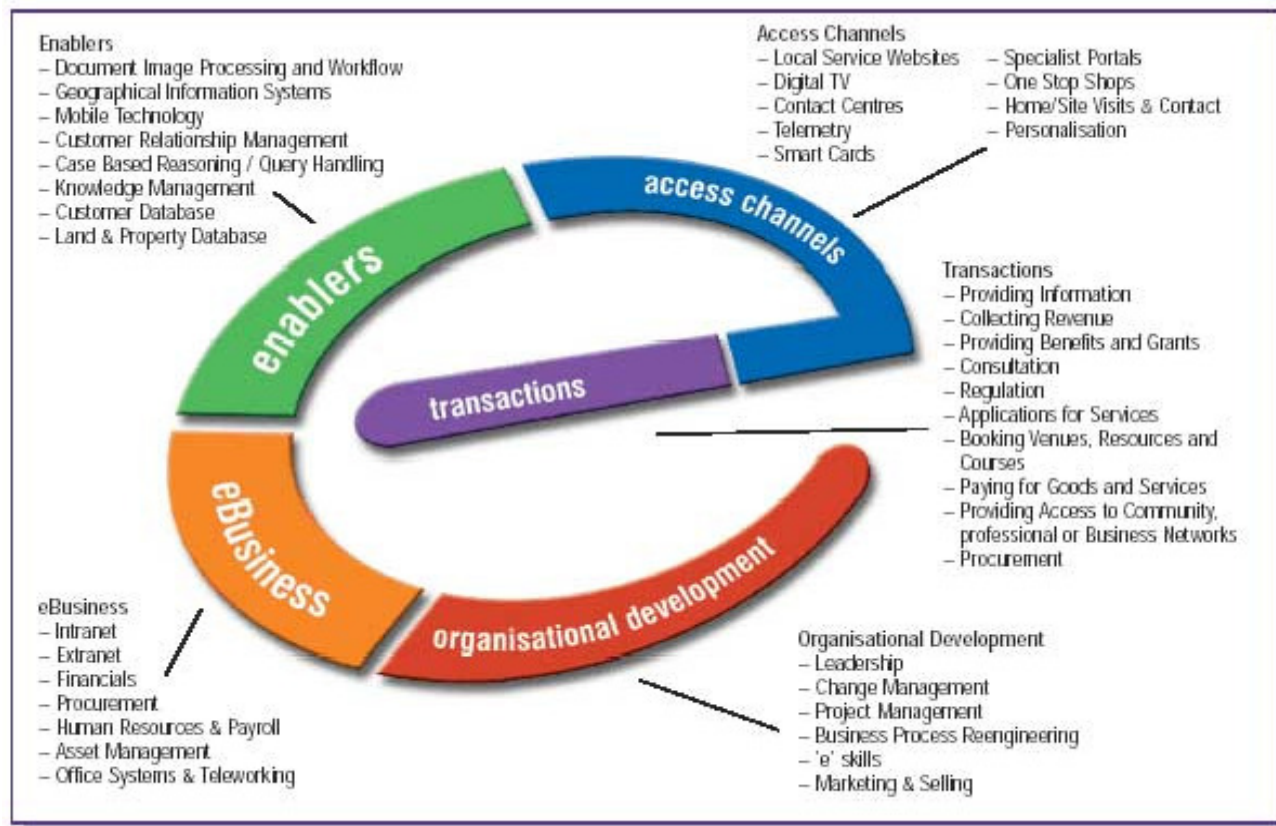 Enablers
– Document Image Processing and Workflow
– Geographical Information Systems
– Mobile Technology
– Customer Relationship Management
– Case Based Reasoning / Query Handling
– Knowledge Management
– Customer Database
– Land & Property Database
Access Channels
– Local Service Websites
– Digital TV
– Contact Centres
– Telemetry
– Smart Cards
– Specialist Portals
– One Stop Shops
– Home/Site Visits & Contact
– Personalisation
access channels
enablers
transactions
eBusiness
organisational development
Transactions
– Providing Information
– Collecting Revenue
– Providing Benefits and Grants
– Consultation
– Regulation
– Applications for Services
– Booking Venues, Resources and
Courses
– Paying for Goods and Services
– Providing Access to Community,
professional or Business Networks
– Procurement
eBusiness
– Intranet
– Extranet
– Financials
– Procurement
– Human Resources & Payroll
– Asset Management
– Office Systems & Teleworking
Organisational Development
– Leadership
– Change Management
– Project Management
– Business Process Reengineering
– 'e' skills
– Marketing & Selling